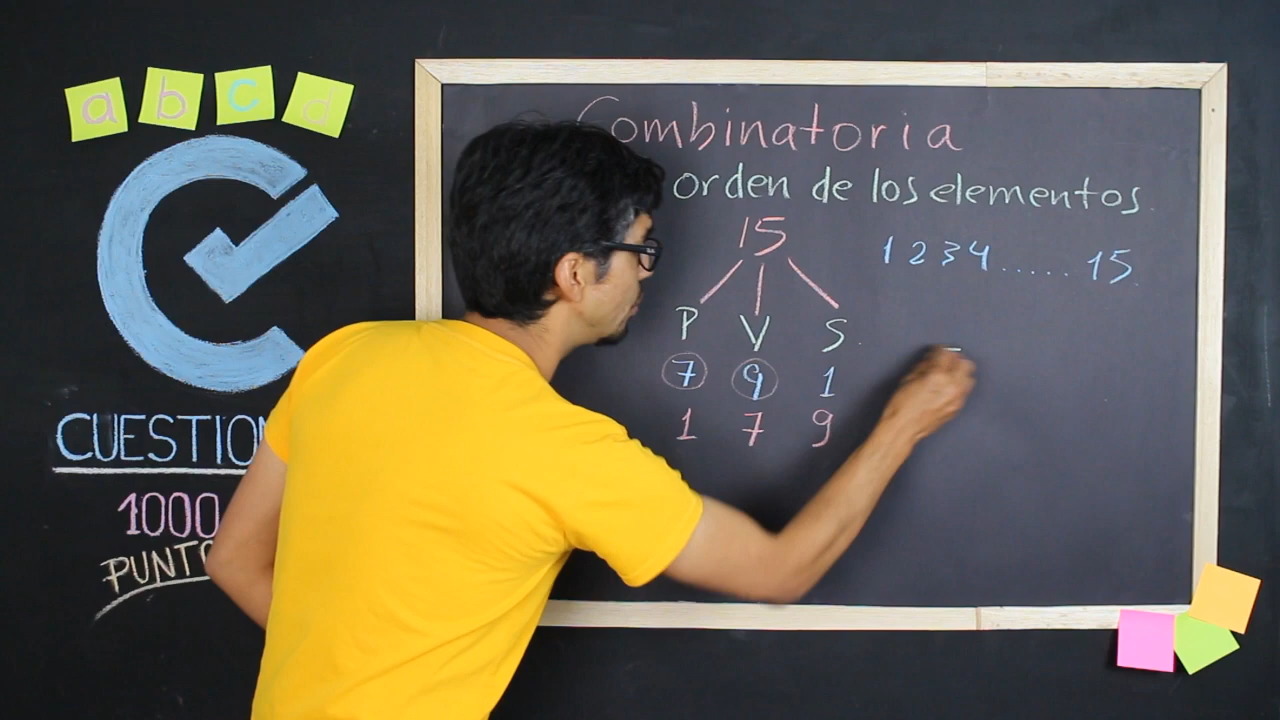 a b c d
CUESTIO
1000
PUNTO
Combinatoria
orden de los elementos
15
1 2 3 4 ...... 15
P V S
7 9 1
1 7 9